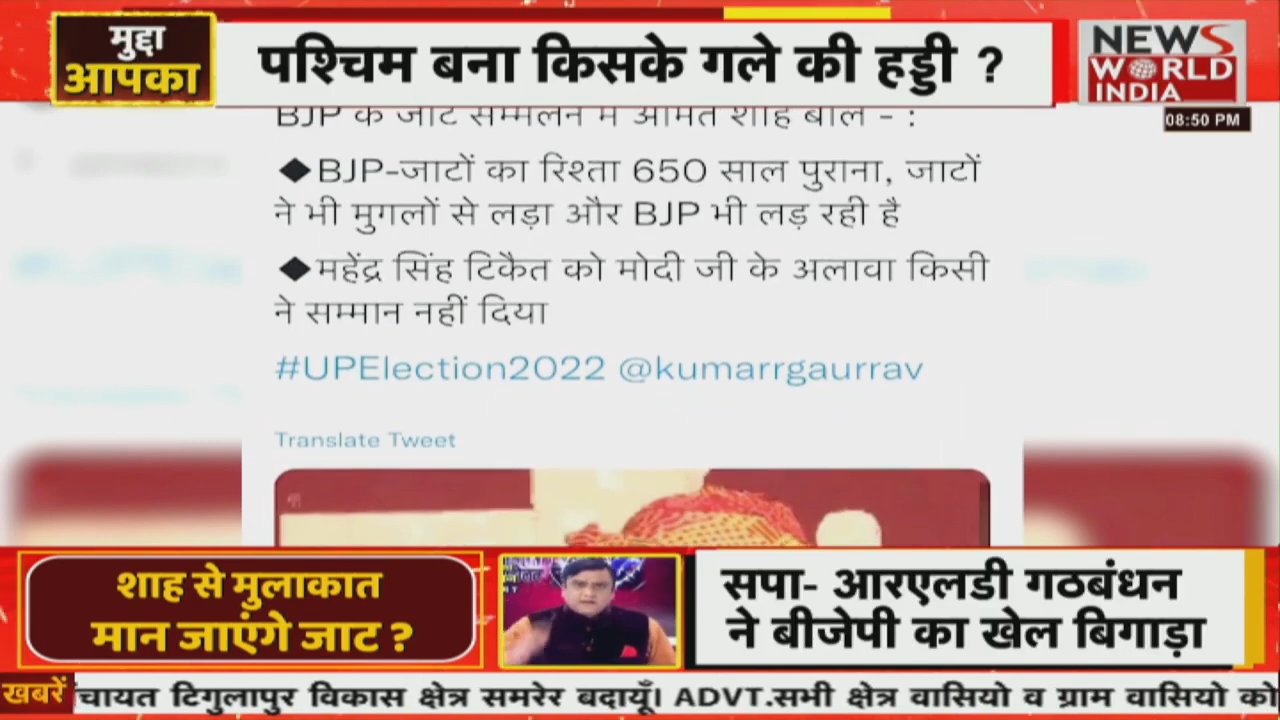 मुद्दा
आपका
पश्चिम बना किसके गले की हड्डी ?
NEWS
WORLD
INDIA
08:50 PM
BJP के जाट सम्मेलन में अमित शाह बोले - :
◆BJP-जाटों का रिश्ता 650 साल पुराना, जाटों
ने भी मुगलों से लड़ा और BJP भी लड़ रही है
◆महेंद्र सिंह टिकैत को मोदी जी के अलावा किसी
ने सम्मान नहीं दिया
#UPElection2022 @kumarrgaurrav
Translate Tweet
शाह से मुलाकात
मान जाएंगे जाट ?
सपा- आरएलडी गठबंधन
ने बीजेपी का खेल बिगाड़ा
खबरें
चायत टिगुलापुर विकास क्षेत्र समरेर बदायूँ। ADVT.सभी क्षेत्र वासियो व ग्राम वासियो को